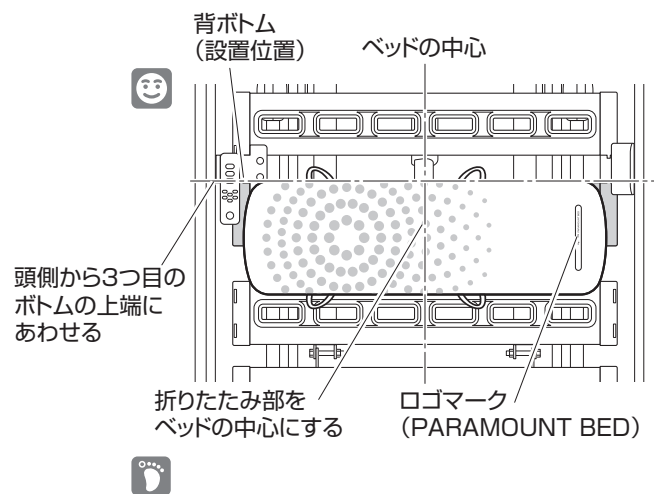 背ボトム
（設置位置）
ベッドの中心
頭側から3つ目の
ボトムの上端に
あわせる
折りたたみ部を
ベッドの中心にする
ロゴマーク
（PARAMOUNT BED）